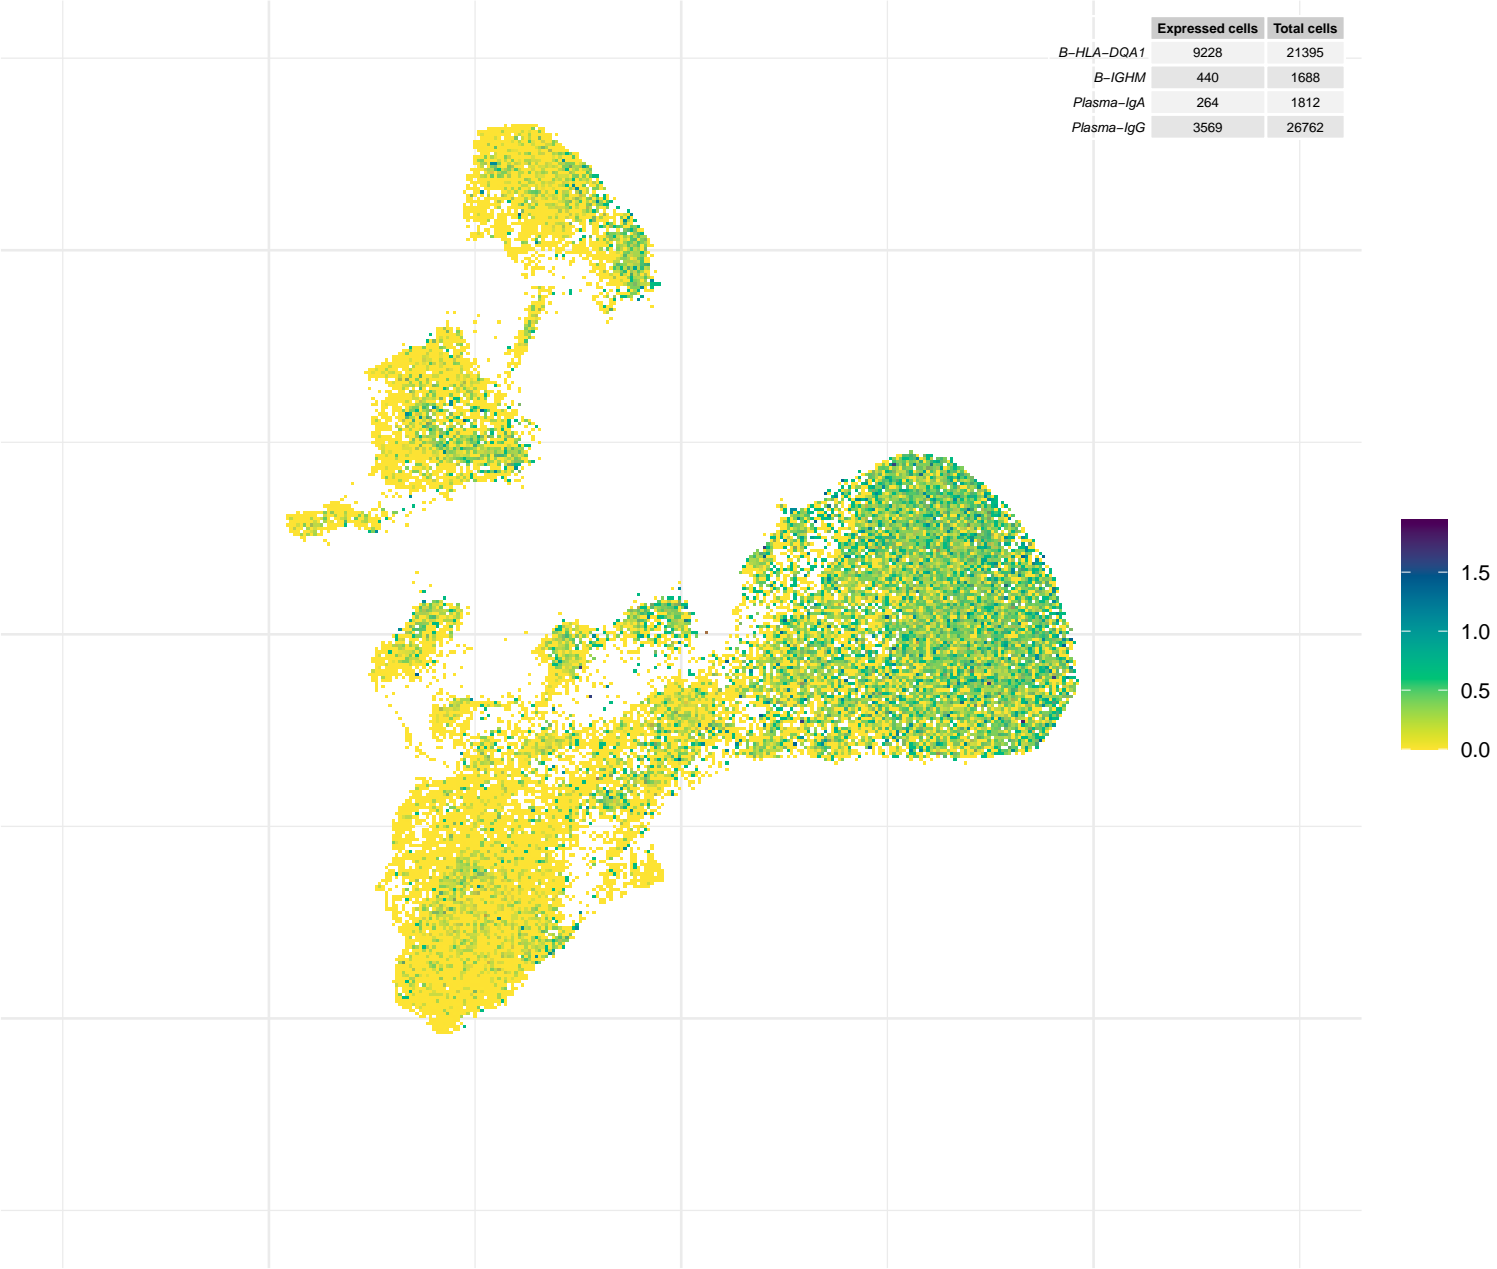 Expressed cells Total cells
B−HLA−DQA1 9228 21395
B−IGHM 440 1688
Plasma−IgA 264 1812
Plasma−IgG 3569 26762
1.5
1.0
0.5
0.0